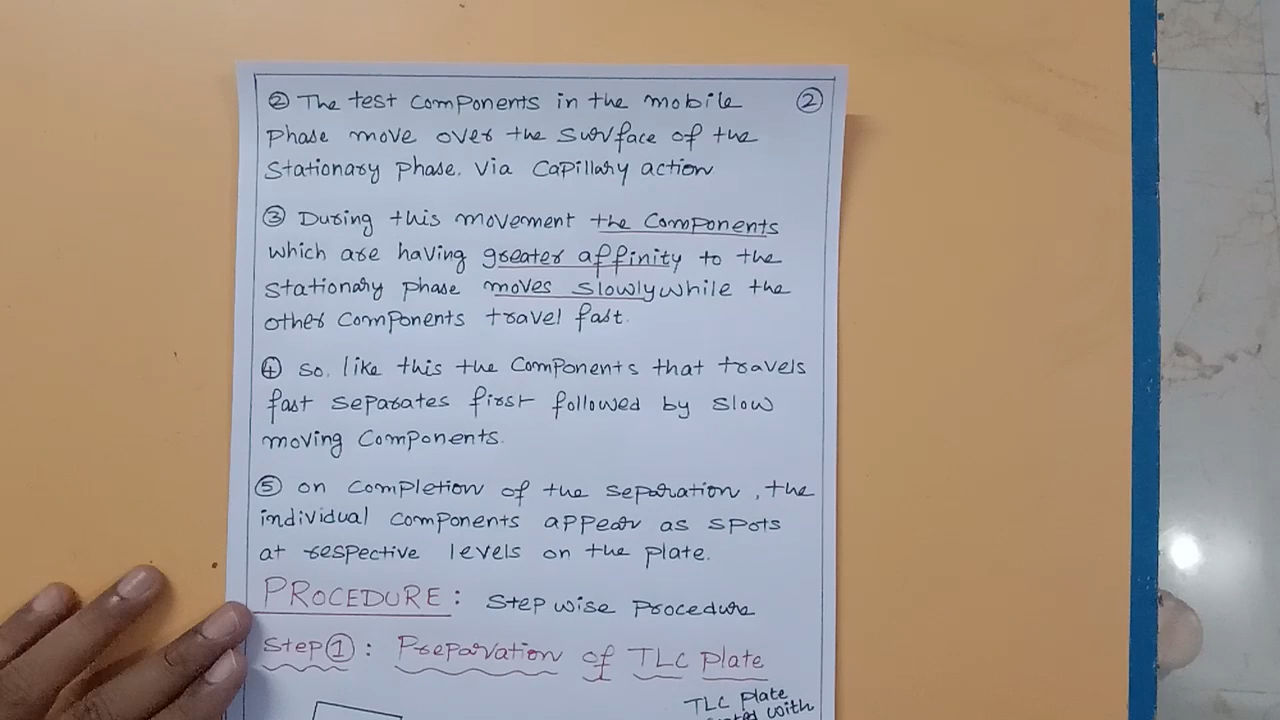 ② The test components in the mobile ②
phase move over the surface of the
stationary phase. via capillary action
③ During this movement the components
which are having greater affinity to the
stationary phase moves slowly while the
other components travel fast.
④ so. like this the components that travels
fast separates first followed by slow
moving components.
⑤ on completion of the separation, the
individual components appear as spots
at respective levels on the plate.
PROCEDURE: Step wise procedure
Step①: Preparation of TLC plate
TLC plate
with